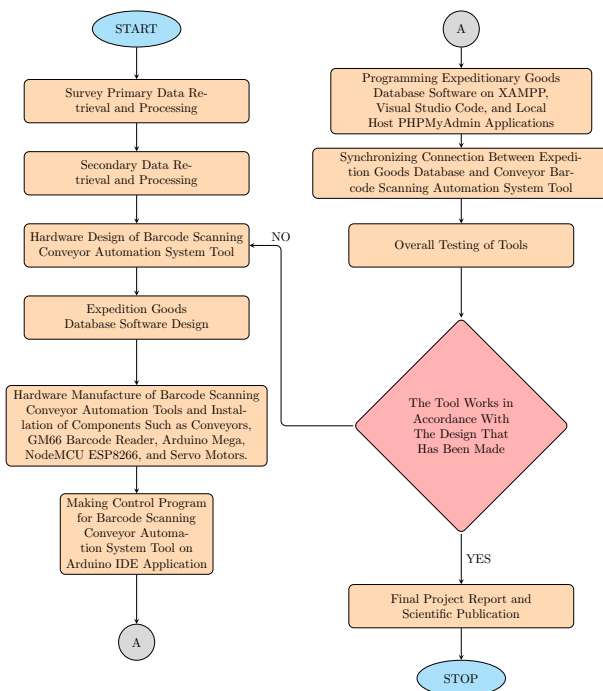 START
Survey Primary Data Re-
trieval and Processing
Secondary Data Re-
trieval and Processing
Hardware Design of Barcode Scanning
Conveyor Automation System Tool
Expedition Goods
Database Software Design
Hardware Manufacture of Barcode Scanning
Conveyor Automation Tools and Instal-
lation of Components Such as Conveyors,
GM66 Barcode Reader, Arduino Mega,
NodeMCU ESP8266, and Servo Motors.
Making Control Program
for Barcode Scanning
Conveyor Automa-
tion System Tool on
Arduino IDE Application
A
A
Programming Expeditionary Goods
Database Software on XAMPP,
Visual Studio Code, and Local
Host PHPMyAdmin Applications
Synchronizing Connection Between Expedi-
tion Goods Database and Conveyor Bar-
code Scanning Automation System Tool
Overall Testing of Tools
The Tool Works in
Accordance With
The Design That
Has Been Made
NO
YES
Final Project Report and
Scientific Publication
STOP